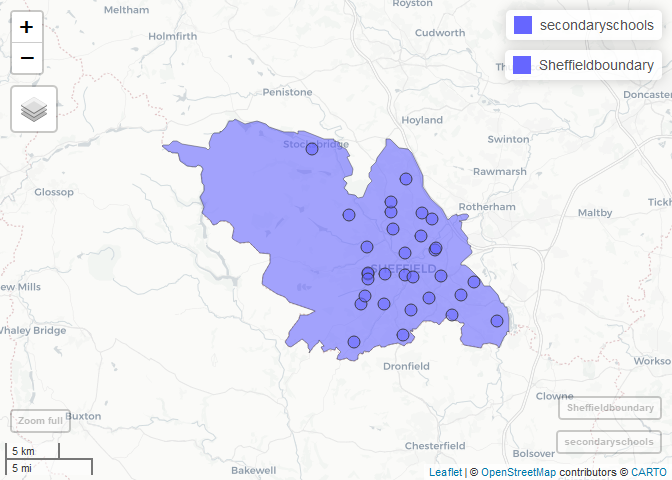 Royston
Meltham
+
secondaryschools
Holmfirth
Cudworth
−
Sheffieldboundary
Th
Penistone
Doncaster
Hoyland
Swinton
Stocksbridge
Rawmarsh
Glossop
Rotherham
Maltby
Tickh
SHEFFIELD
ew Mills
Whaley Bridge
Workso
Dronfield
Clowne
Sheffieldboundary
Zoom full
Buxton
secondaryschools
Chesterfield
5 km
Bolsover
5 mi
Bakewell
Leaflet | © OpenStreetMap contributors © CARTO